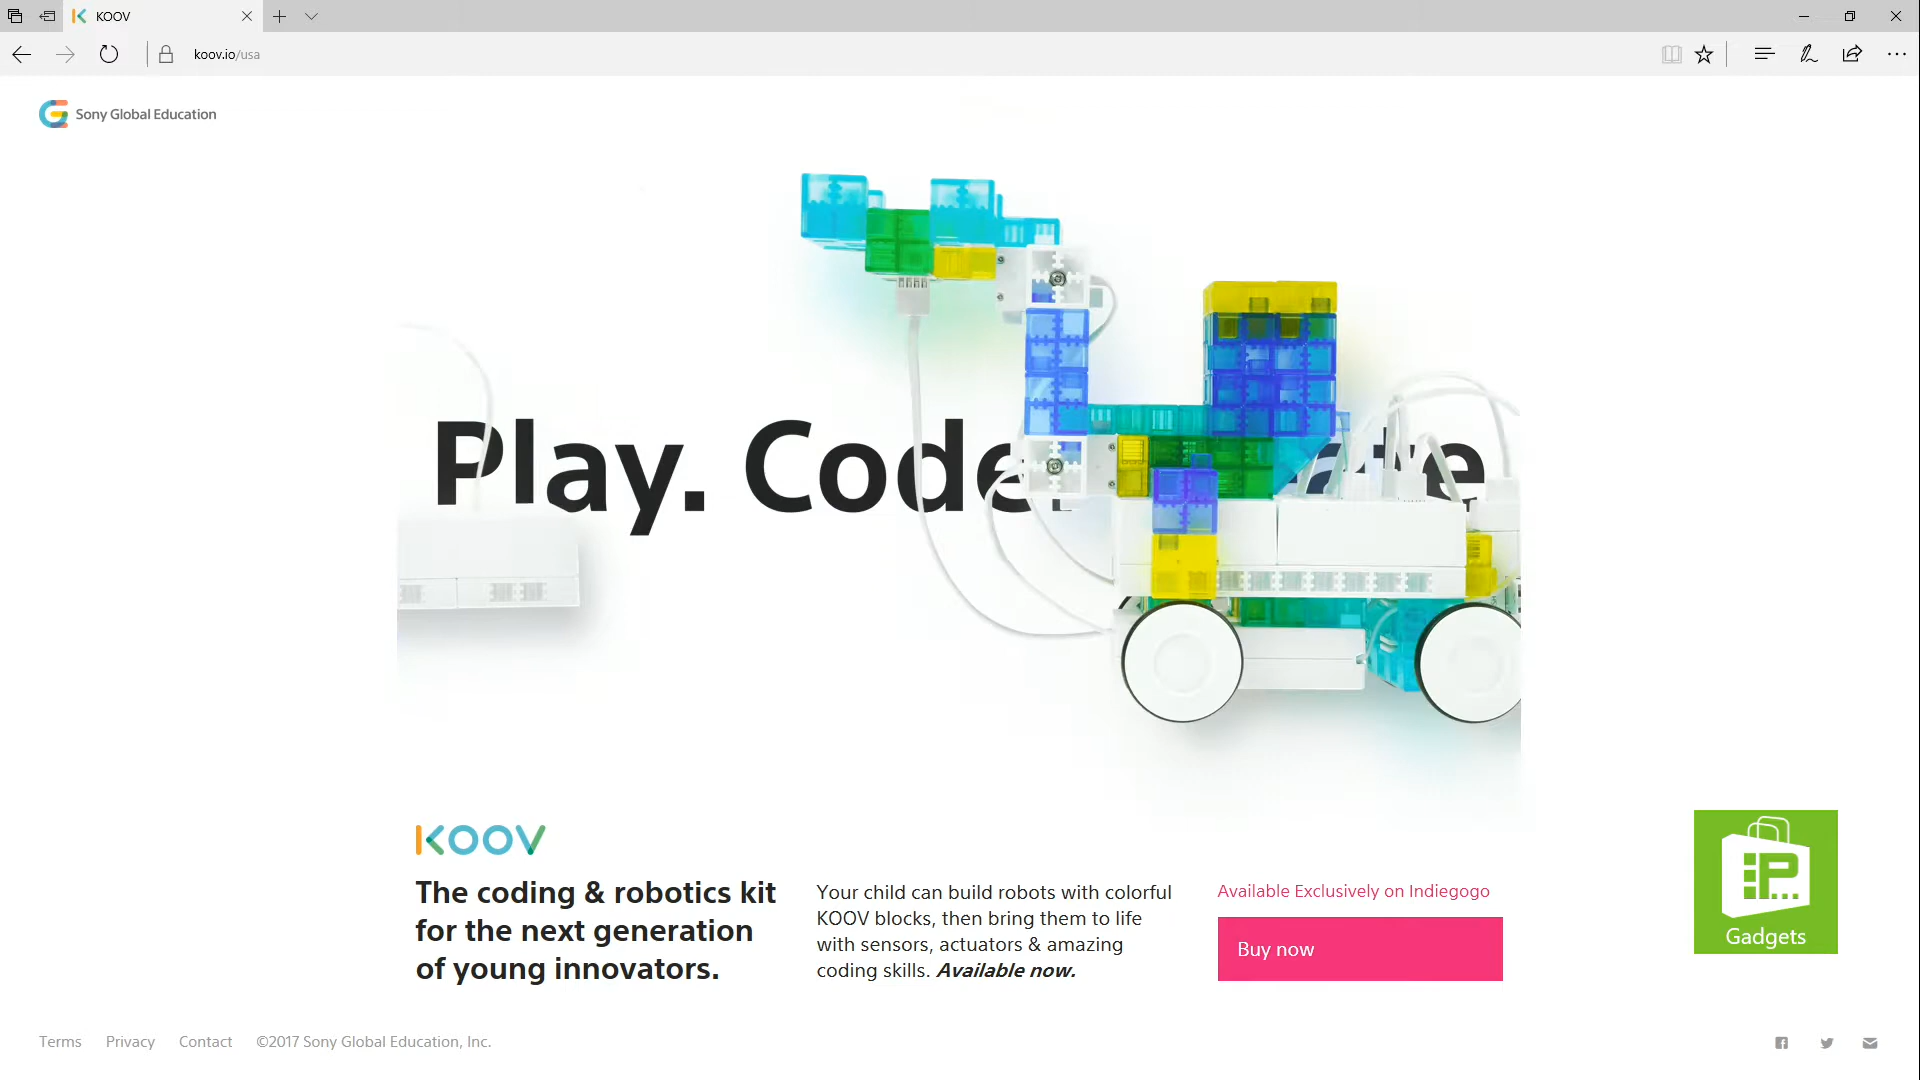 KOOV
koov.io/usa
Sony Global Education
Play. Code. ate
KOOV
The coding & robotics kit
for the next generation
of young innovators.
Your child can build robots with colorful
KOOV blocks, then bring them to life
with sensors, actuators & amazing
coding skills. Available now.
Available Exclusively on Indiegogo
Buy now
P...
Gadgets
Terms Privacy Contact ©2017 Sony Global Education, Inc.